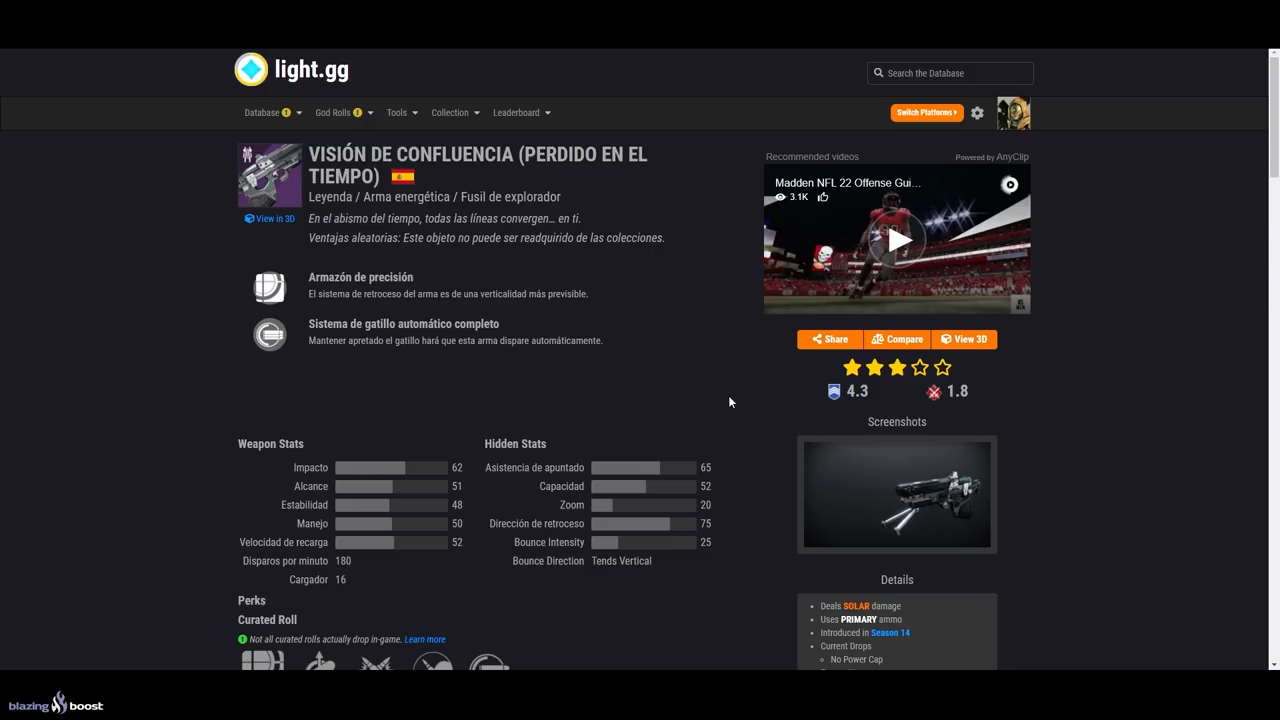 light.gg
Search the Database
Database
God Rolls
Tools
Collection
Leaderboard
Switch Platforms
VISIÓN DE CONFLUENCIA (PERDIDO EN EL
TIEMPO)
Leyenda / Arma energética / Fusil de explorador
View in 3D
En el abismo del tiempo, todas las líneas convergen... en ti.
Ventajas aleatorias: Este objeto no puede ser readquirido de las colecciones.
Armazón de precisión
El sistema de retroceso del arma es de una verticalidad más previsible.
Sistema de gatillo automático completo
Mantener apretado el gatillo hará que esta arma dispare automáticamente.
Weapon Stats
Impacto 62
Alcance 51
Estabilidad 48
Manejo 50
Velocidad de recarga 52
Disparos por minuto 180
Cargador 16
Hidden Stats
Asistencia de apuntado 65
Capacidad 52
Zoom 20
Dirección de retroceso 75
Bounce Intensity 25
Bounce Direction Tends Vertical
Perks
Curated Roll
Not all curated rolls actually drop in-game. Learn more
Recommended videos
Powered by AnyClip
Madden NFL 22 Offense Gui...
3.1K
Share
Compare
View 3D
4.3
1.8
Screenshots
Details
Deals SOLAR damage
Uses PRIMARY ammo
Introduced in Season 14
Current Drops
No Power Cap
blazing boost